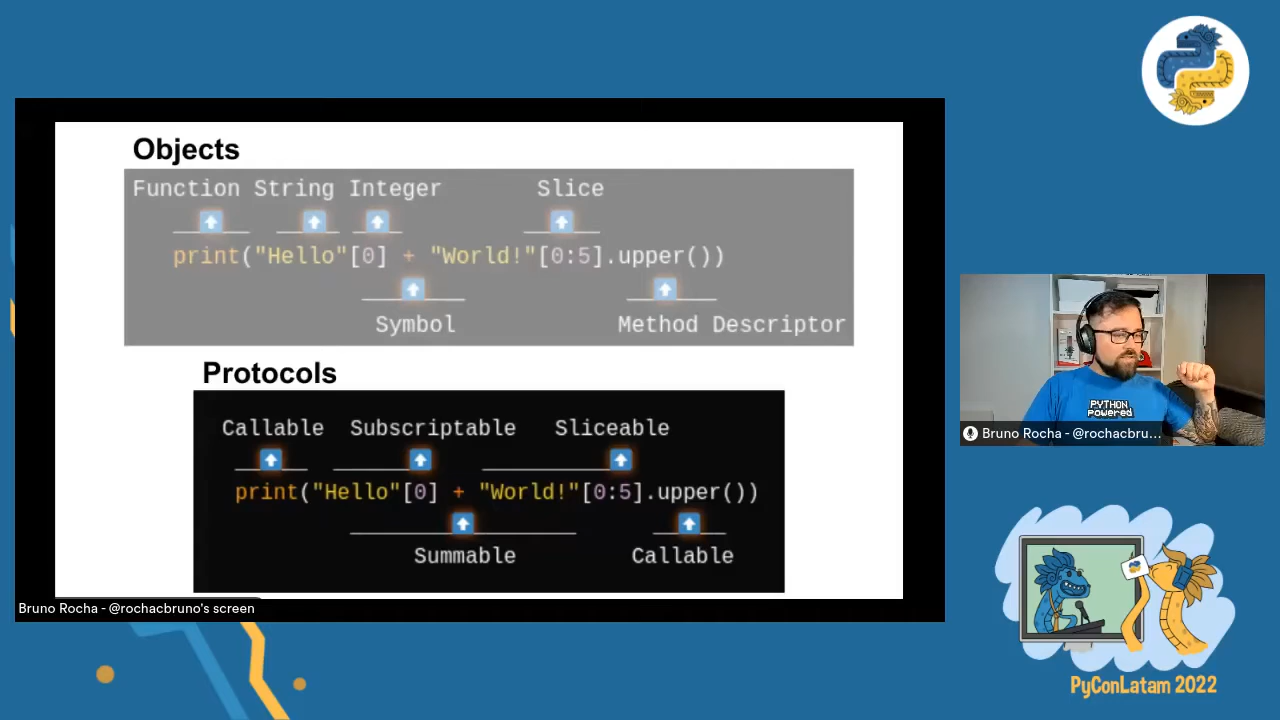 Objects
Function String Integer Slice
print("Hello"[0] + "World!"[0:5].upper())
Symbol Method Descriptor
Protocols
Callable Subscriptable Sliceable
print("Hello"[0] + "World!"[0:5].upper())
Summable Callable
Bruno Rocha - @rochacbruno's screen
PYTHON
Powered
Bruno Rocha - @rochacbru...
PyConLatam 2022